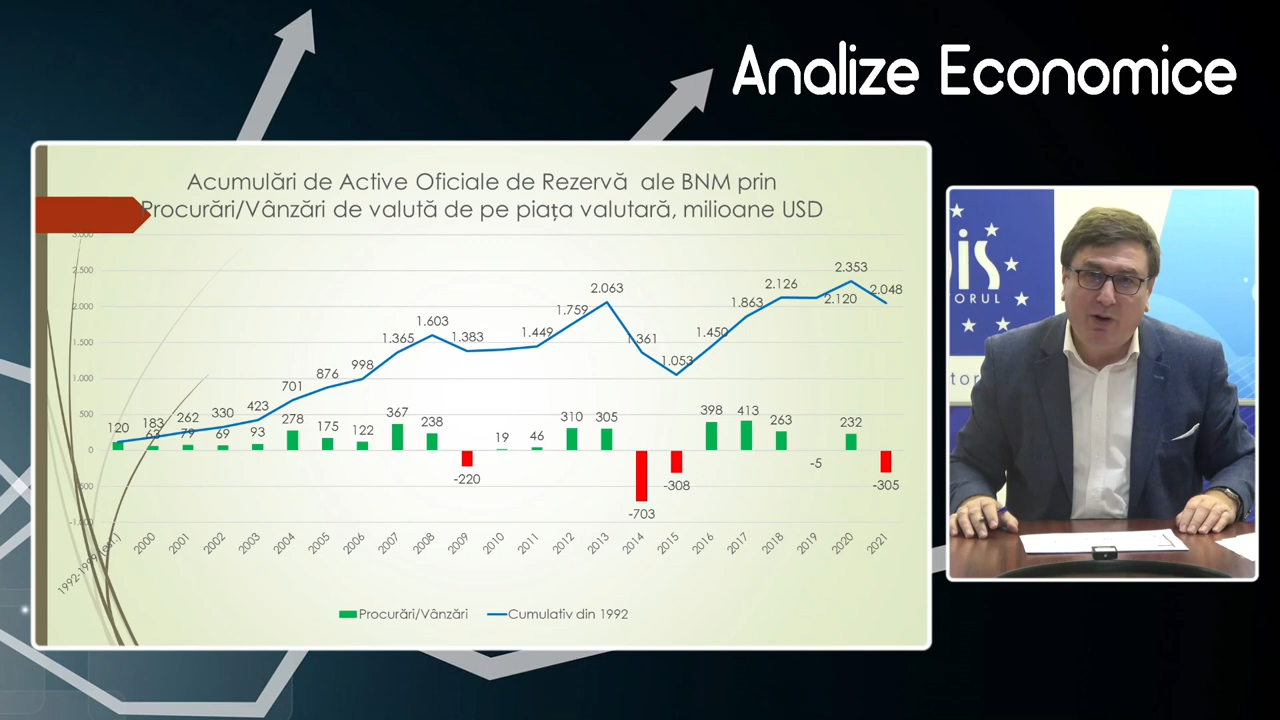 Analize Economice
Acumulări de Active Oficiale de Rezervă ale BNM prin
Procurări/Vânzări de valută de pe piața valutară, milioane USD
3.000
2.500
2.000
1.500
1.000
500
0
-500
-1.000
120 183 262 330 423 701 876 998 1.365 1.603 1.383 1.449 1.759 2.063 1.361 1.053 1.450 1.863 2.126 2.120 2.353 2.048
63 79 69 93 278 175 122 367 238 -220 19 46 310 305 -703 -308 398 413 263 -5 232 -305
2000 2001 2002 2003 2004 2005 2006 2007 2008 2009 2010 2011 2012 2013 2014 2015 2016 2017 2018 2019 2020 2021
Procurări/Vânzări Cumulativ din 1992
ORUL